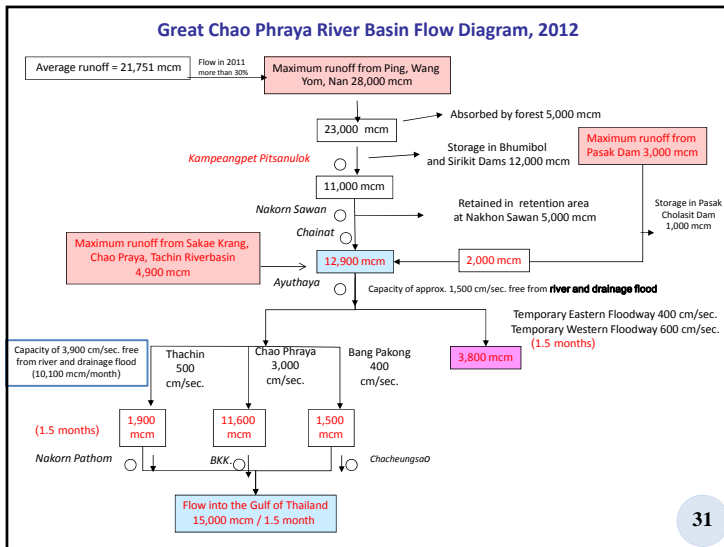 Great Chao Phraya River Basin Flow Diagram, 2012
Average runoff = 21,751 mcm
Flow in 2011
more than 30%
Maximum runoff from Ping, Wang
Yom, Nan 28,000 mcm
Absorbed by forest 5,000 mcm
23,000 mcm
Kampeangpet Pitsanulok
Storage in Bhumibol
and Sirikit Dams 12,000 mcm
Maximum runoff from
Pasak Dam 3,000 mcm
11,000 mcm
Nakorn Sawan
Retained in retention area
at Nakhon Sawan 5,000 mcm
Storage in Pasak
Cholasit Dam
1,000 mcm
Chainat
Maximum runoff from Sakae Krang,
Chao Praya, Tachin Riverbasin
4,900 mcm
12,900 mcm
2,000 mcm
Ayuthaya
Capacity of approx. 1,500 cm/sec. free from river and drainage flood
Temporary Eastern Floodway 400 cm/sec.
Temporary Western Floodway 600 cm/sec.
(1.5 months)
Capacity of 3,900 cm/sec. free
from river and drainage flood
(10,100 mcm/month)
Thachin
500
cm/sec.
Chao Phraya
3,000
cm/sec.
Bang Pakong
400
cm/sec.
3,800 mcm
(1.5 months)
1,900
mcm
11,600
mcm
1,500
mcm
Nakorn Pathom
BKK.
Chacheungsao
Flow into the Gulf of Thailand
15,000 mcm / 1.5 month
31